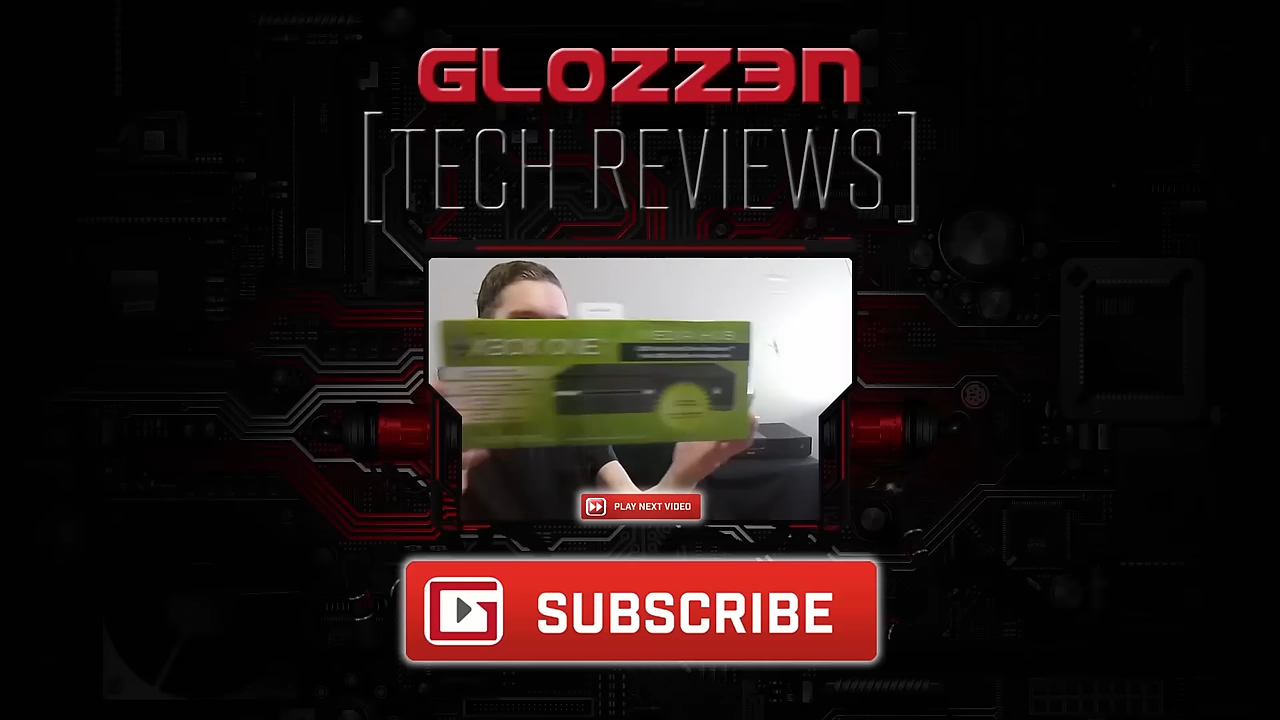 GLOZZ3N
[TECH REVIEWS]
XBOX ONE
PLAY NEXT VIDEO
SUBSCRIBE